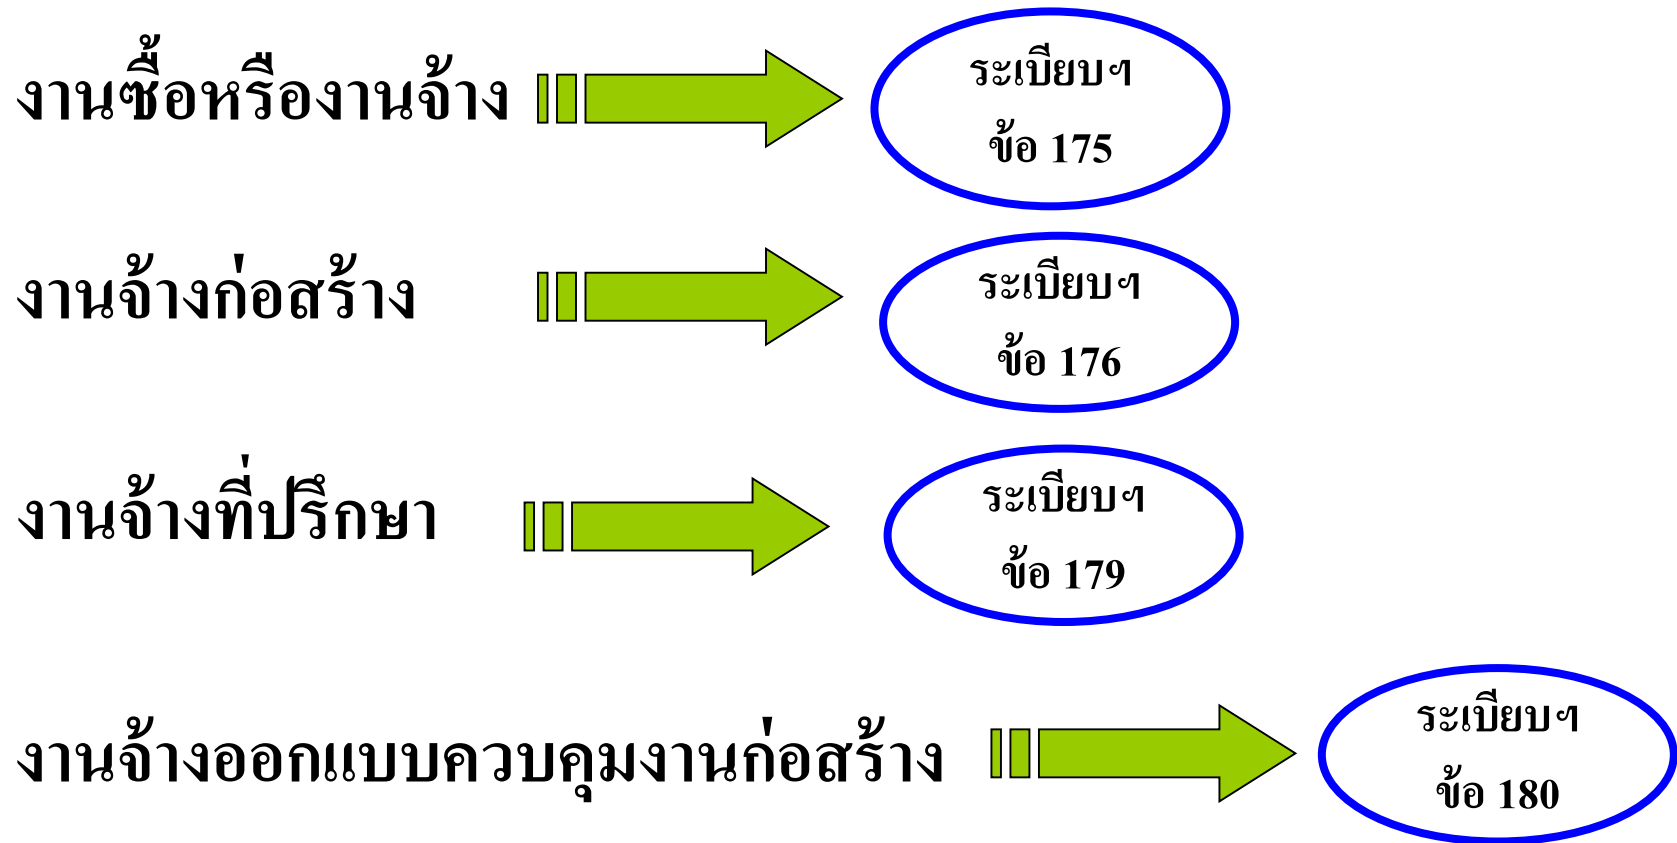 งานซื้อหรืองานจ้าง
ระเบียบฯ
ข้อ 175
งานจ้างก่อสร้าง
ระเบียบฯ
ข้อ 176
งานจ้างที่ปรึกษา
ระเบียบฯ
ข้อ 179
งานจ้างออกแบบควบคุมงานก่อสร้าง
ระเบียบฯ
ข้อ 180